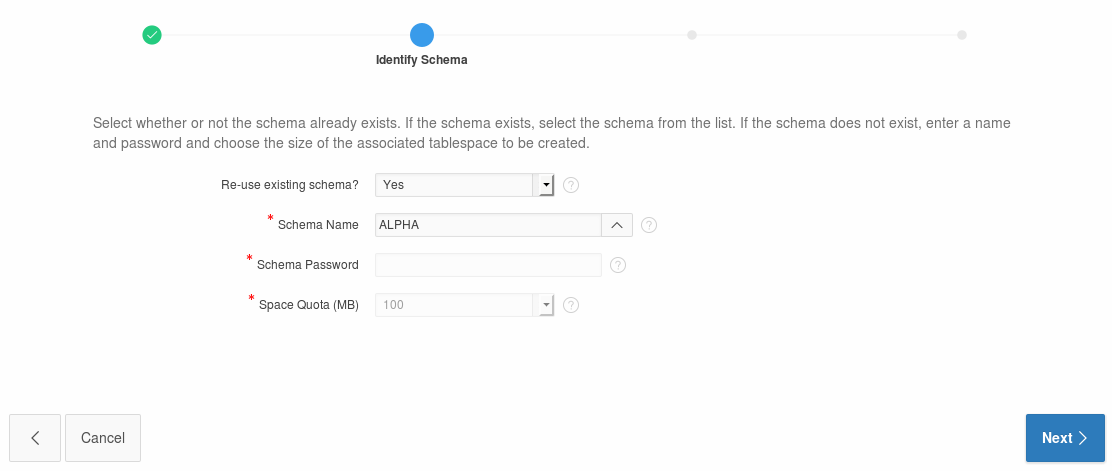 Identify Schema
Select whether or not the schema already exists. If the schema exists, select the schema from the list. If the schema does not exist, enter a name
and password and choose the size of the associated tablespace to be created.
Re-use existing schema? Yes ?
* Schema Name ALPHA ?
* Schema Password ?
* Space Quota (MB) 100 ?
Cancel Next